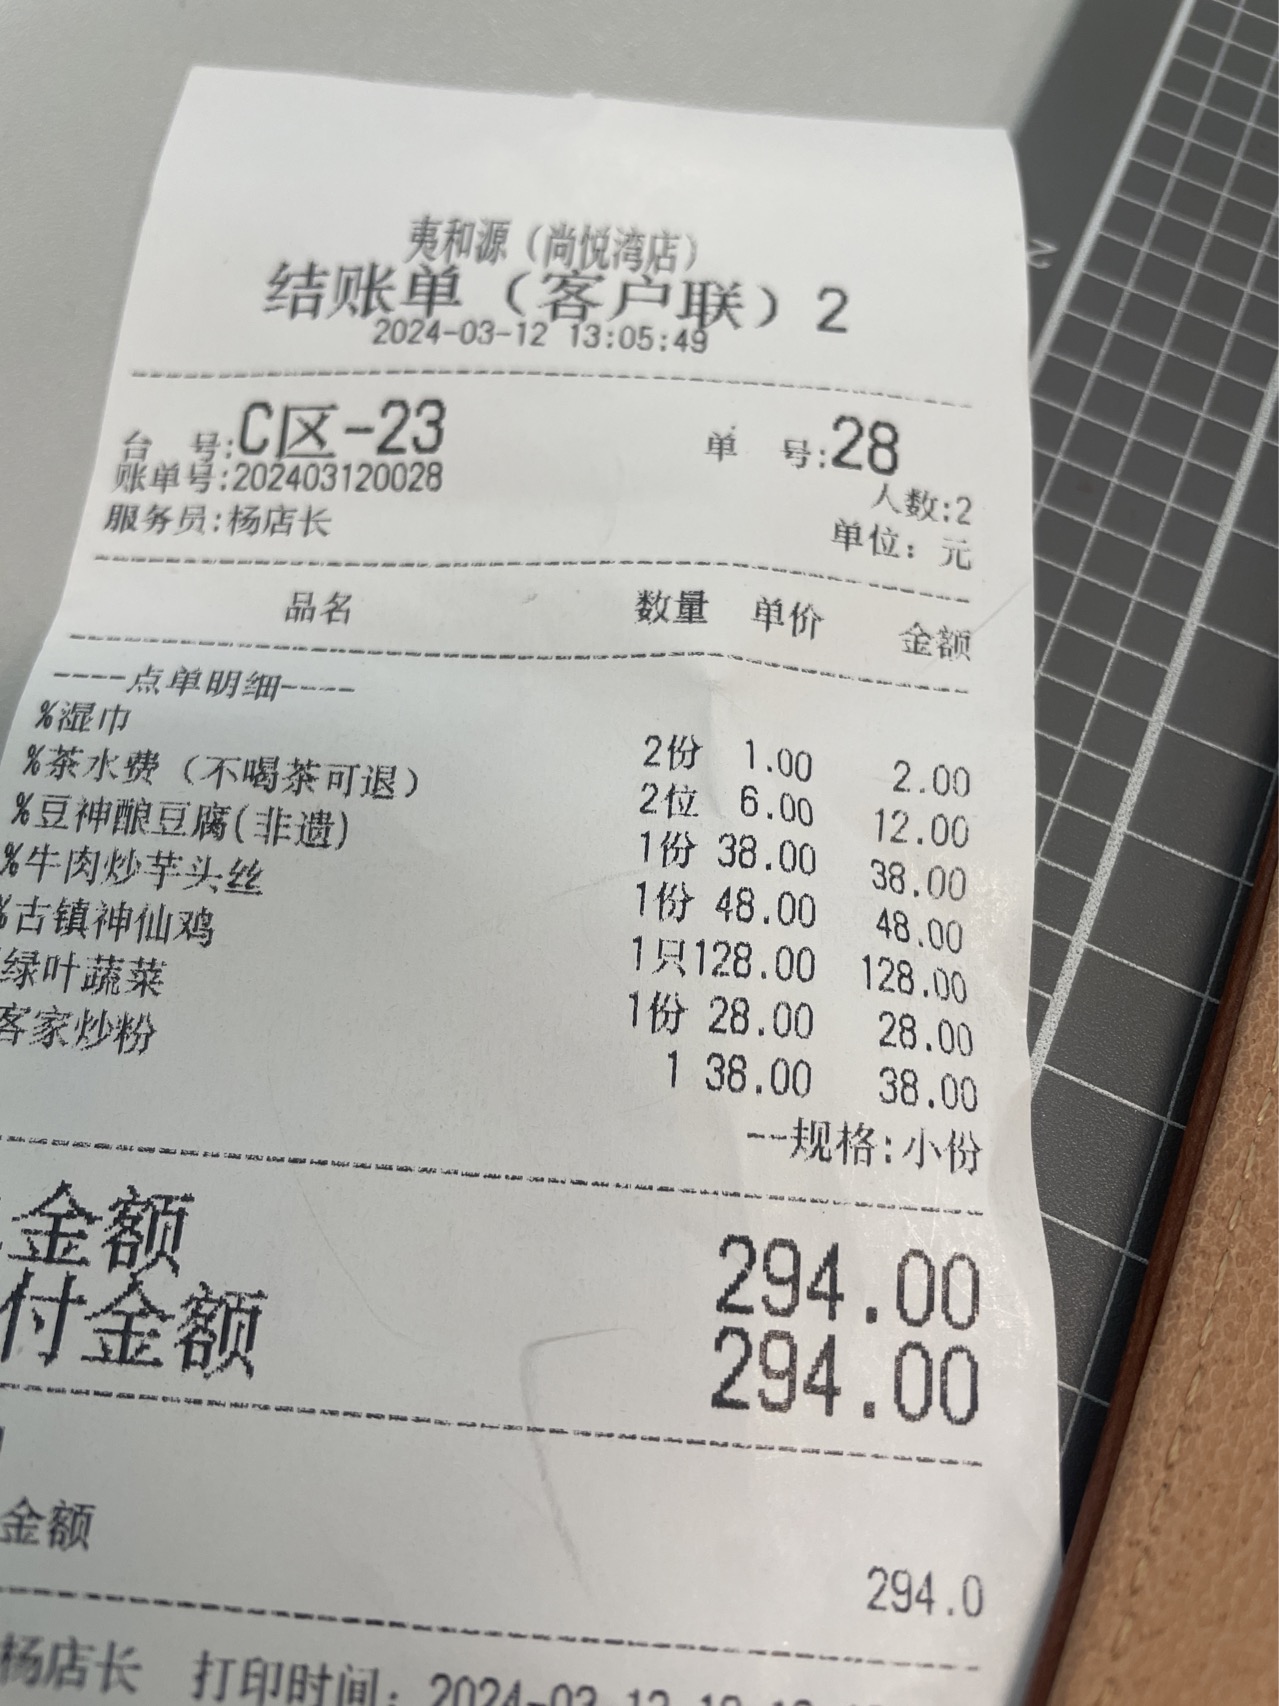 夷和源（尚悦湾店）
结账单（客户联）2
2024-03-12 13:05:49
台 号:C区-23 单 号:28
账单号:202403120028 人数:2
服务员:杨店长 单位：元
品名 数量 单价 金额
----点单明细----
%湿巾 2份 1.00 2.00
%茶水费（不喝茶可退） 2位 6.00 12.00
%豆神酿豆腐(非遗) 1份 38.00 38.00
%牛肉炒芋头丝 1份 48.00 48.00
%古镇神仙鸡 1只 128.00 128.00
绿叶蔬菜 1份 28.00 28.00
客家炒粉 1 38.00 38.00
--规格:小份
金额 294.00
付金额 294.00
金额 294.0
杨店长 打印时间：2024-03-12